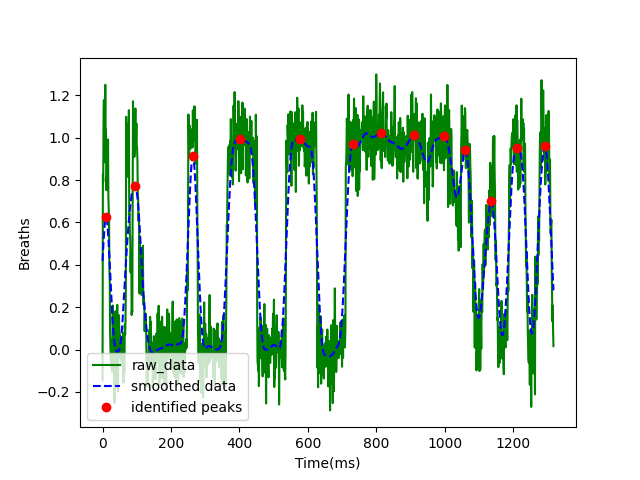 1.2
1.0
0.8
0.6
0.4
0.2
0.0
−0.2
Breaths
raw_data
smoothed data
identified peaks
0 200 400 600 800 1000 1200
Time(ms)